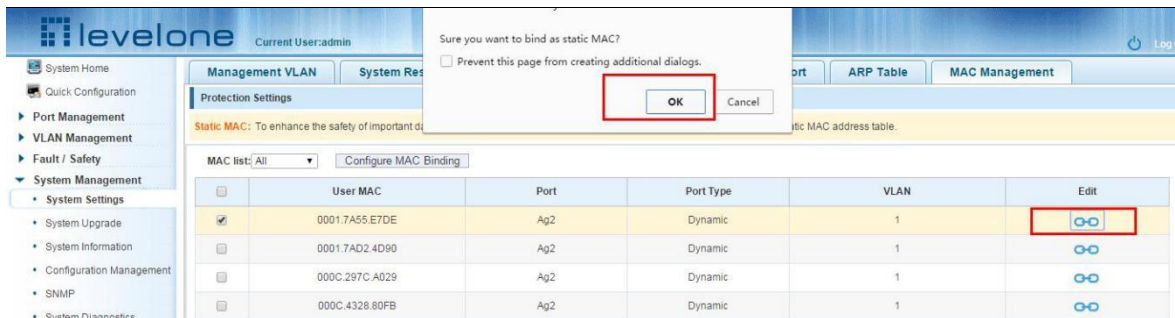 levelone
Current User:admin
Log
Sure you want to bind as static MAC?
Prevent this page from creating additional dialogs.
OK
Cancel
System Home
Quick Configuration
Port Management
VLAN Management
Fault / Safety
System Management
System Settings
System Upgrade
System Information
Configuration Management
SNMP
System Diagnostics
Management VLAN
System Res
ort
ARP Table
MAC Management
Protection Settings
Static MAC: To enhance the safety of important da
atic MAC address table.
MAC list: All
Configure MAC Binding
User MAC Port Port Type VLAN Edit
0001.7A55.E7DE Ag2 Dynamic 1
0001.7AD2.4D90 Ag2 Dynamic 1
000C.297C.A029 Ag2 Dynamic 1
000C.4328.80FB Ag2 Dynamic 1